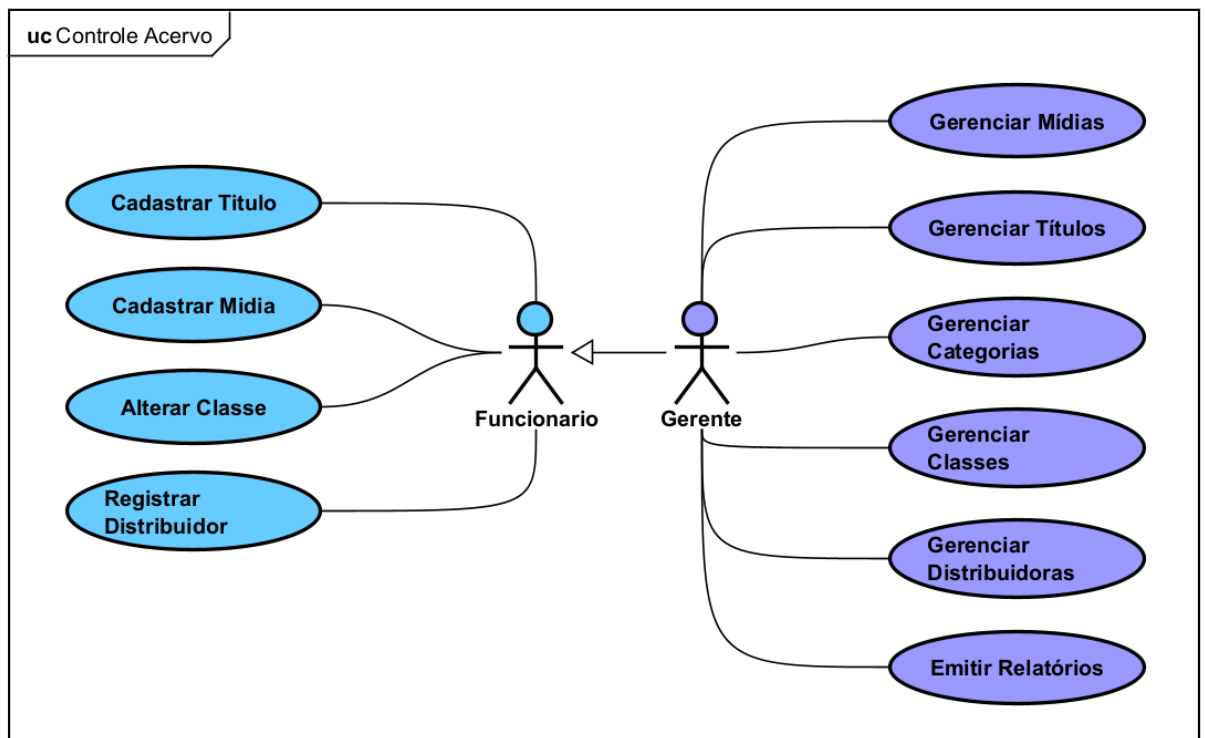 uc Controle Acervo
Cadastrar Titulo
Cadastrar Midia
Alterar Classe
Registrar
Distribuidor
Funcionario
Gerente
Gerenciar Mídias
Gerenciar Títulos
Gerenciar
Categorias
Gerenciar
Classes
Gerenciar
Distribuidoras
Emitir Relatórios